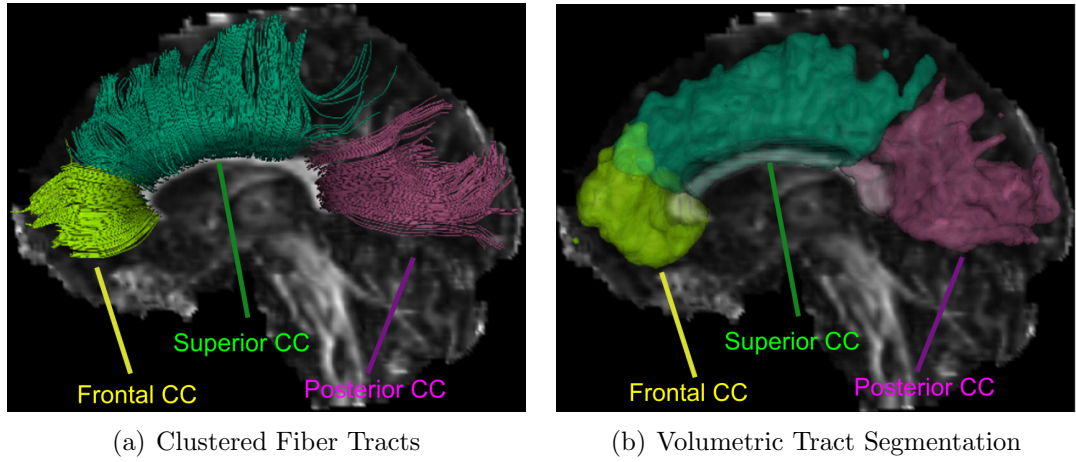 Superior CC
Frontal CC
Posterior CC
(a) Clustered Fiber Tracts
Superior CC
Frontal CC
Posterior CC
(b) Volumetric Tract Segmentation